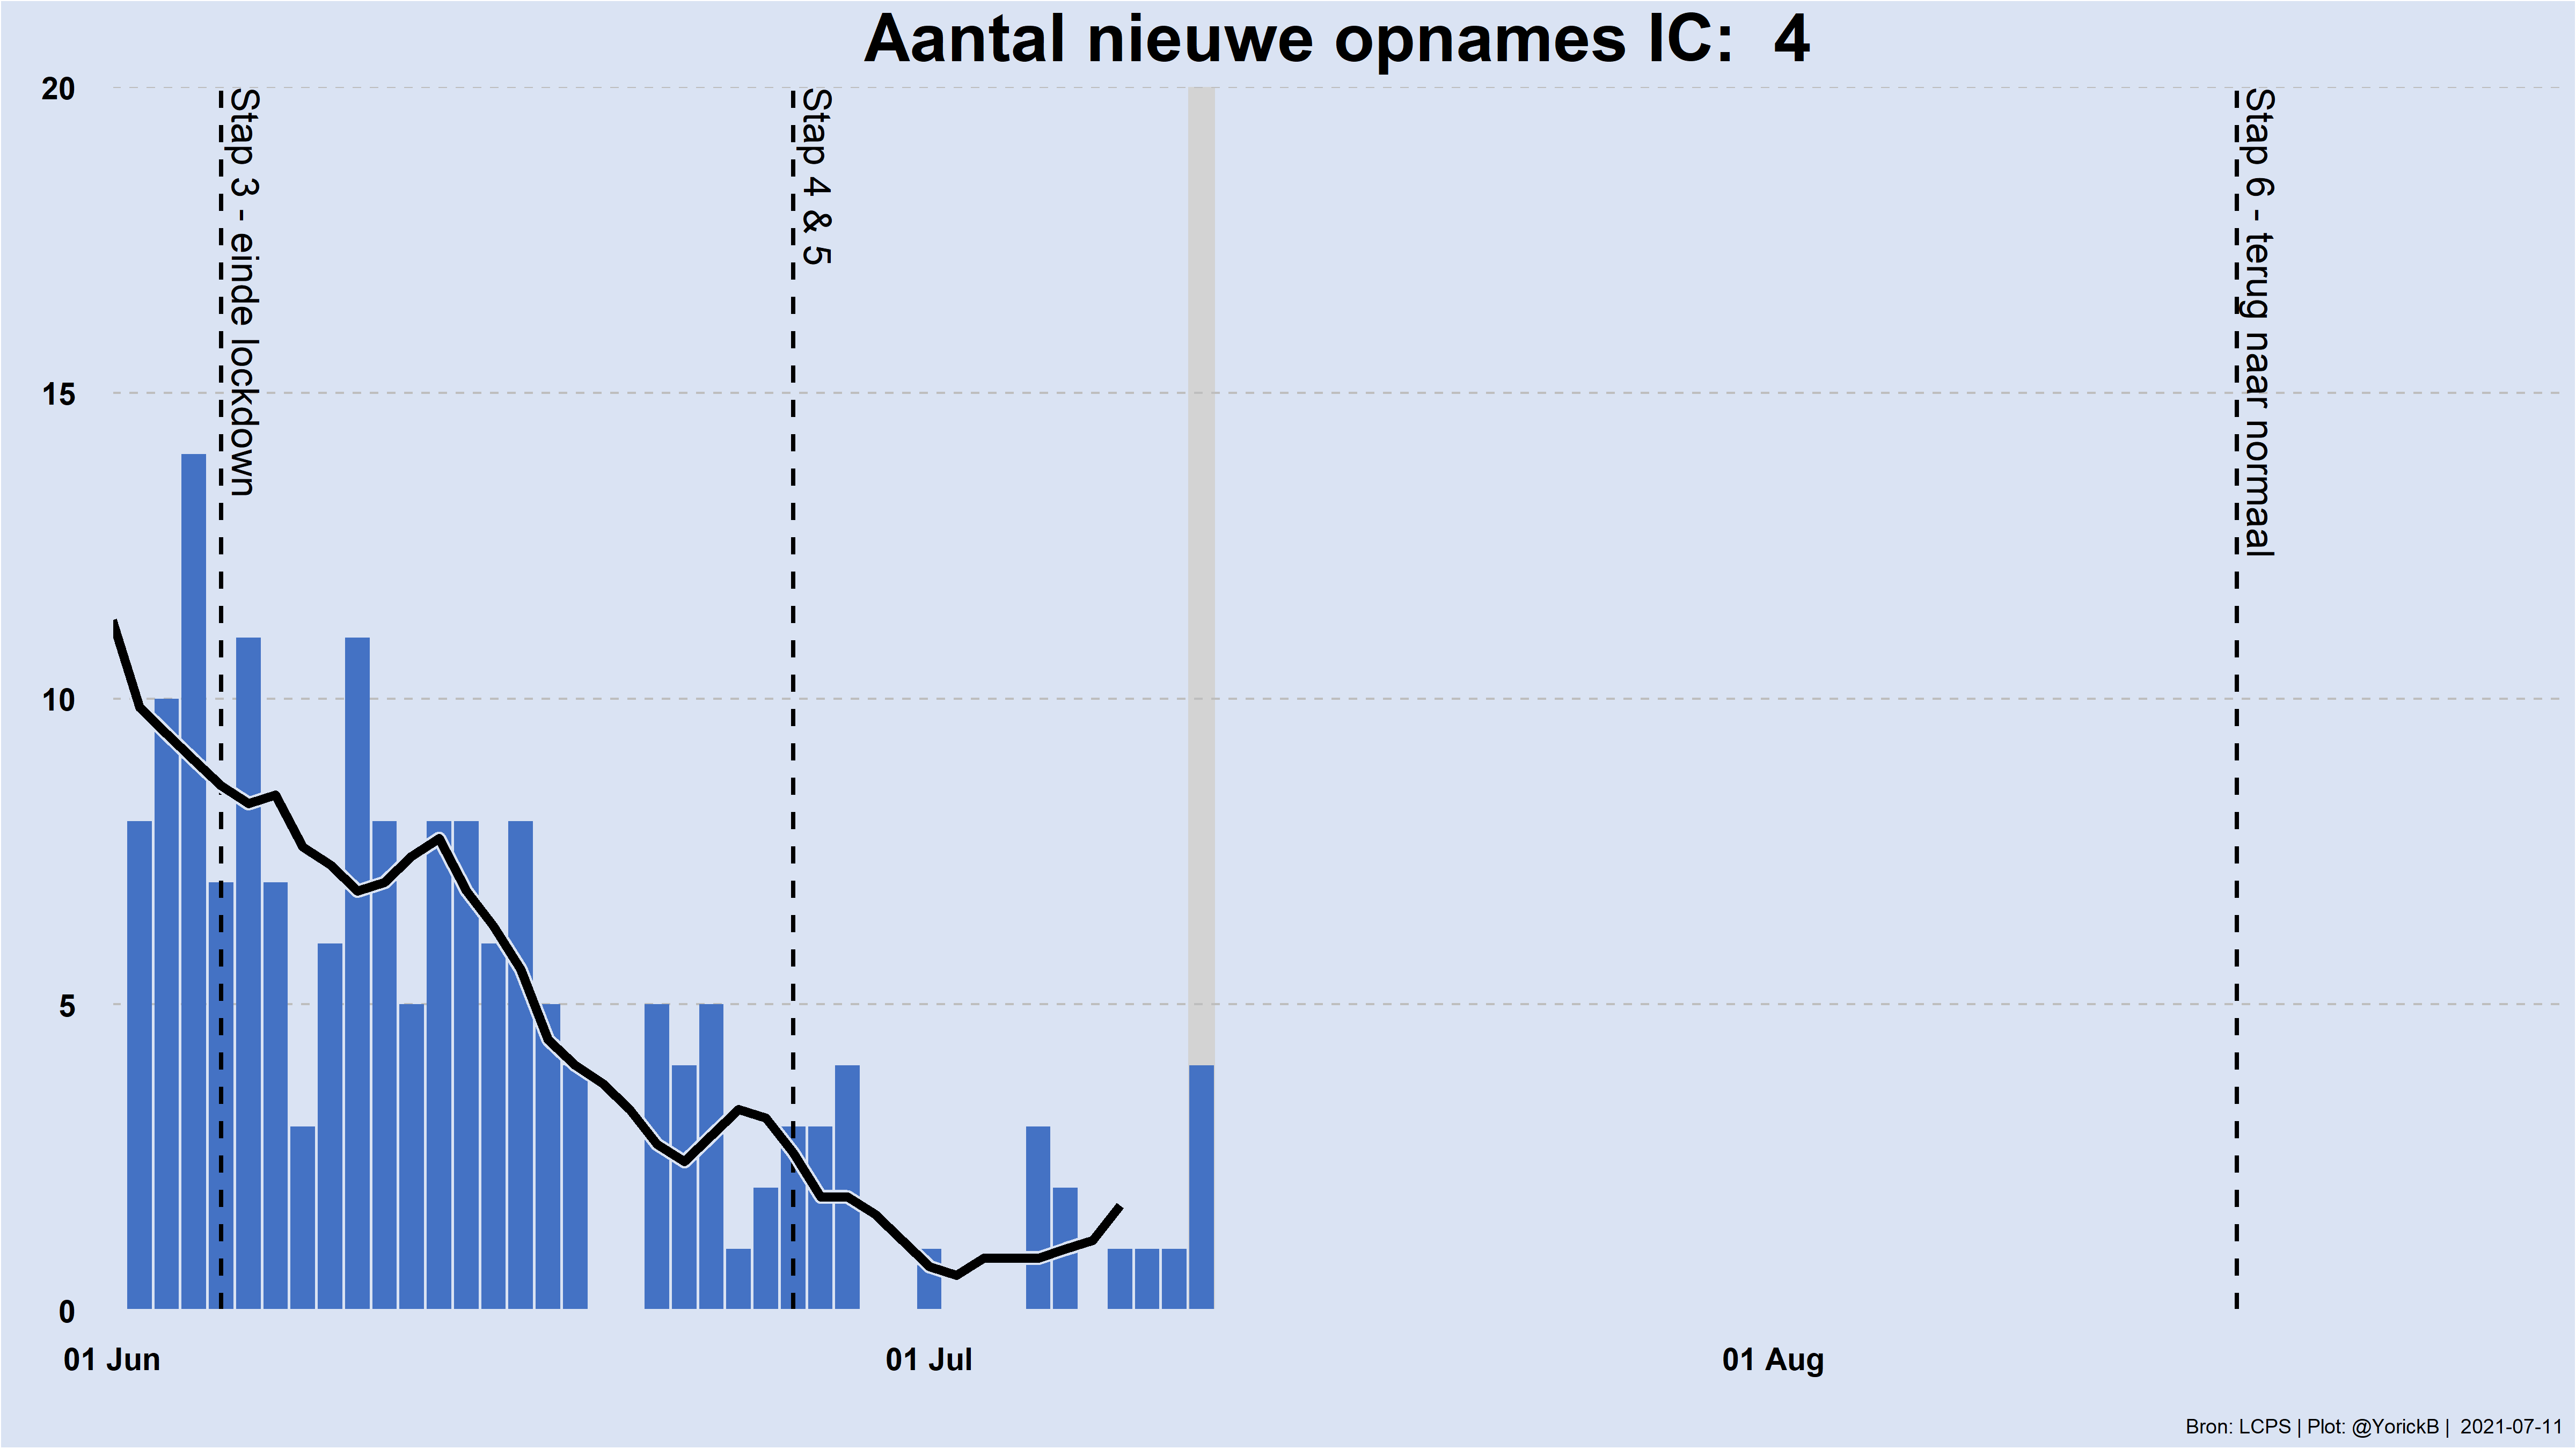 Aantal nieuwe opnames IC:  4
20
15
10
5
0
Stap 3 - einde lockdown
Stap 4 & 5
Stap 6 - terug naar normaal
01 Jun
01 Jul
01 Aug
Bron: LCPS | Plot: @YorickB |  2021-07-11